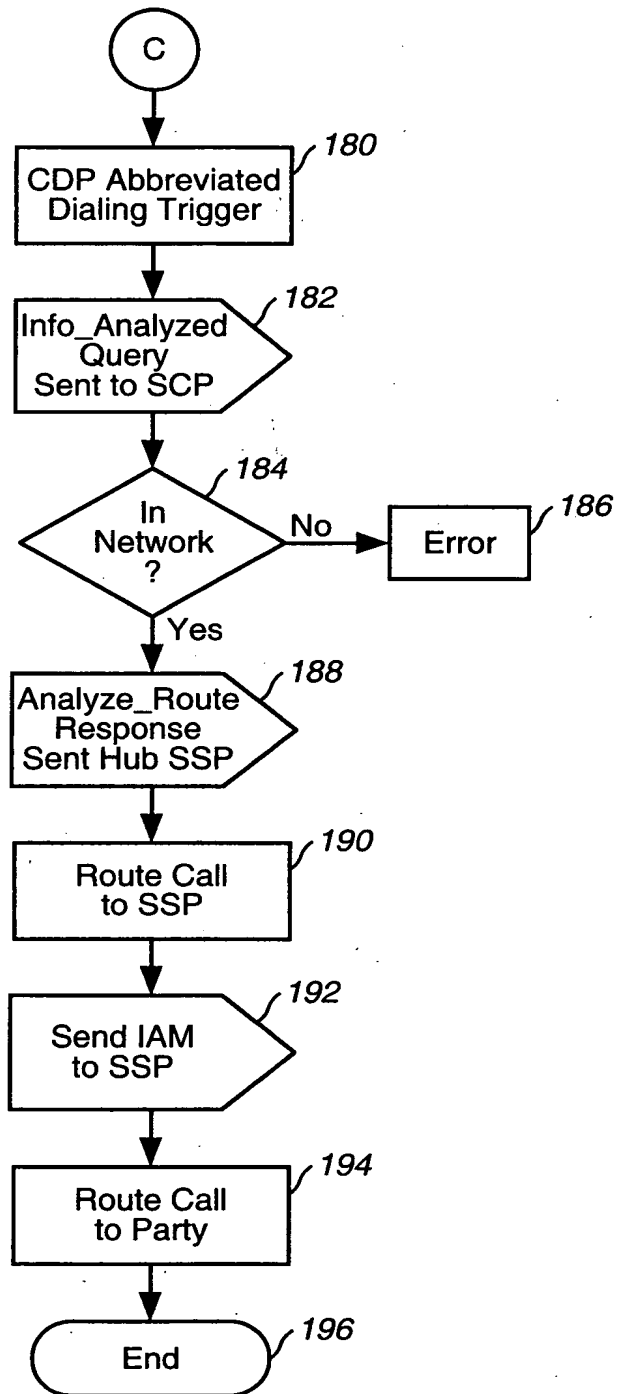 C
180
CDP Abbreviated
Dialing Trigger
182
Info_Analyzed
Query
Sent to SCP
184
In
Network
?
No
186
Error
Yes
188
Analyze_Route
Response
Sent Hub SSP
190
Route Call
to SSP
192
Send IAM
to SSP
194
Route Call
to Party
196
End